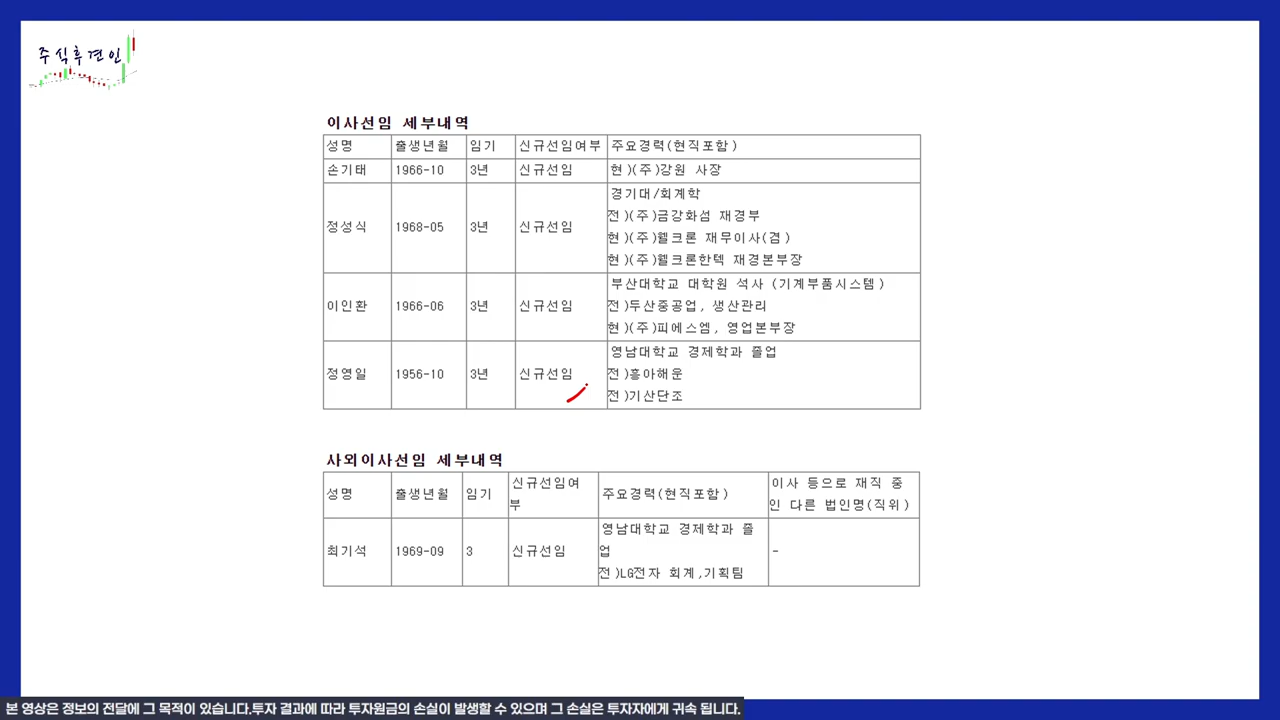 주식후견인
이사선임 세부내역
성명 출생년월 임기 신규선임여부 주요경력(현직포함)
손기태 1966-10 3년 신규선임 현)(주)강원 사장
정성식 1968-05 3년 신규선임 경기대/회계학
전)(주)금강화섬 재경부
현)(주)웰크론 재무이사(겸)
현)(주)웰크론한텍 재경본부장
이인환 1966-06 3년 신규선임 부산대학교 대학원 석사 (기계부품시스템)
전)두산중공업, 생산관리
현)(주)피에스엠, 영업본부장
정영일 1956-10 3년 신규선임 영남대학교 경제학과 졸업
전)흥아해운
전)기산단조
사외이사선임 세부내역
성명 출생년월 임기 신규선임여
부 주요경력(현직포함) 이사 등으로 재직 중
인 다른 법인명(직위)
최기석 1969-09 3 신규선임 영남대학교 경제학과 졸
업
전)LG전자 회계,기획팀 -
본 영상은 정보의 전달에 그 목적이 있습니다.투자 결과에 따라 투자원금의 손실이 발생할 수 있으며 그 손실은 투자자에게 귀속 됩니다.